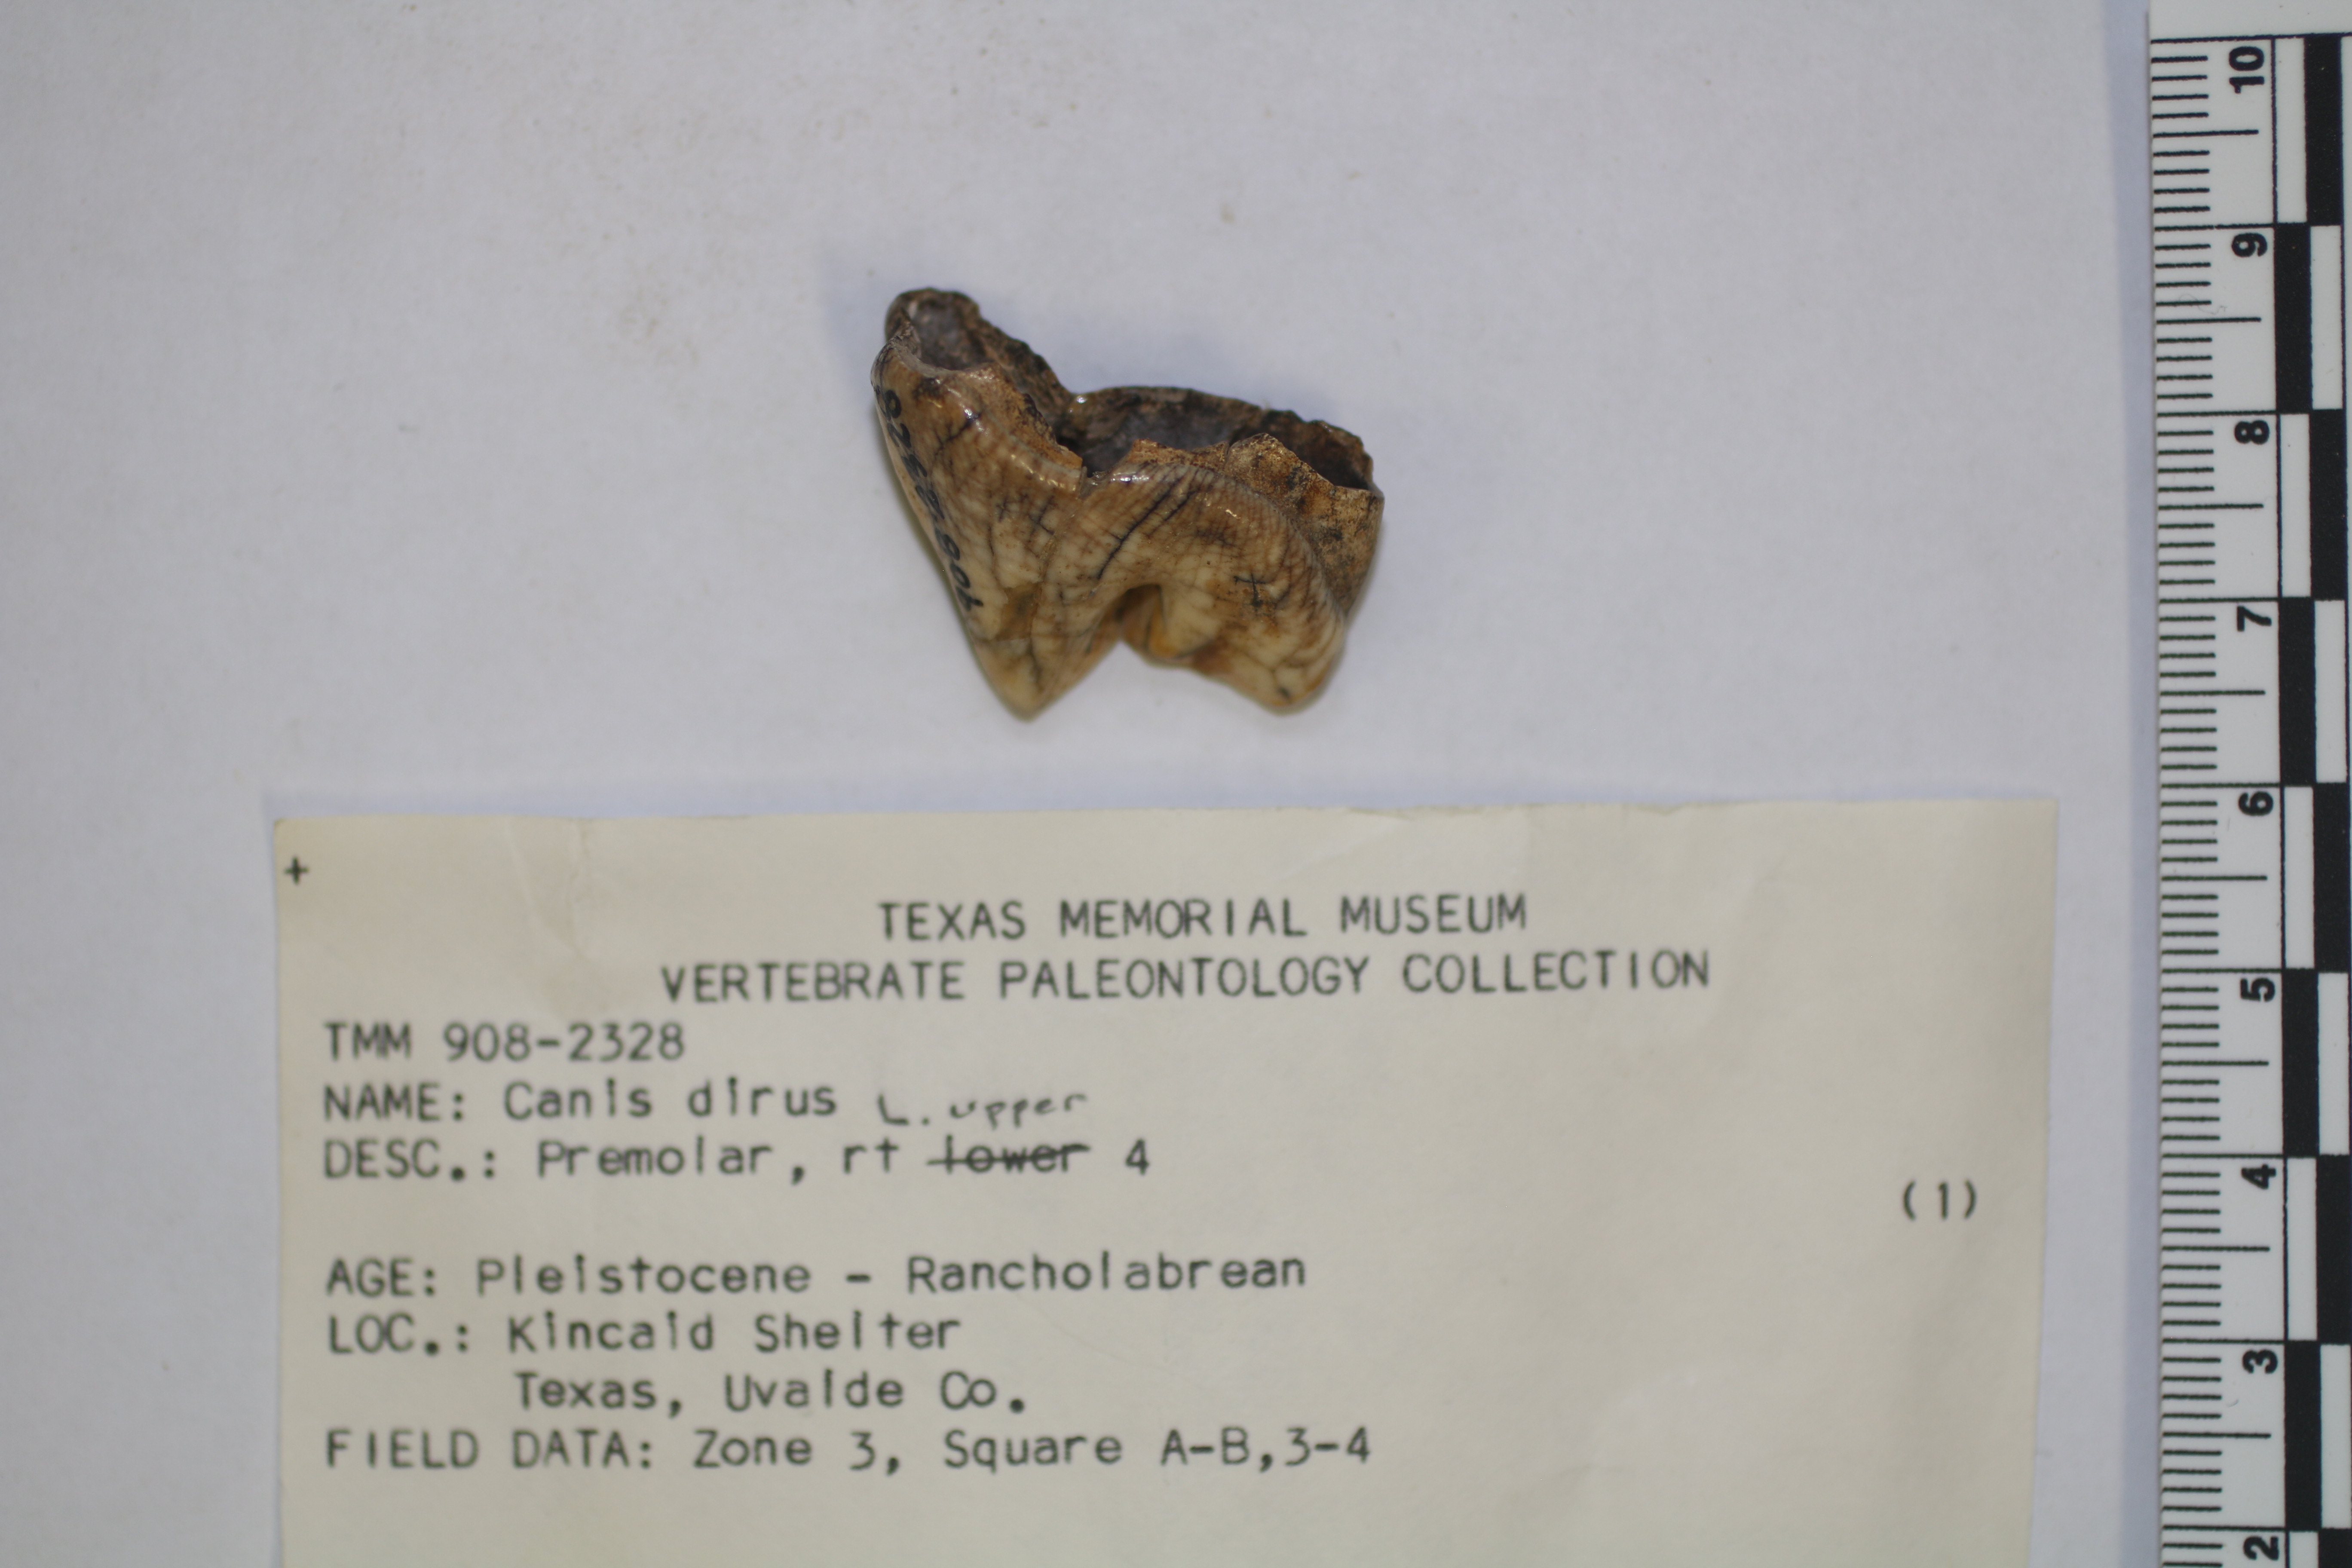 908-2328
+
TEXAS MEMORIAL MUSEUM
VERTEBRATE PALEONTOLOGY COLLECTION
TMM 908-2328
NAME: Canis dirus L. upper
DESC.: Premolar, rt lower 4
(1)
AGE: Pleistocene - Rancholabrean
LOC.: Kincaid Shelter
Texas, Uvalde Co.
FIELD DATA: Zone 3, Square A-B,3-4
10
9
8
7
6
5
4
3
2